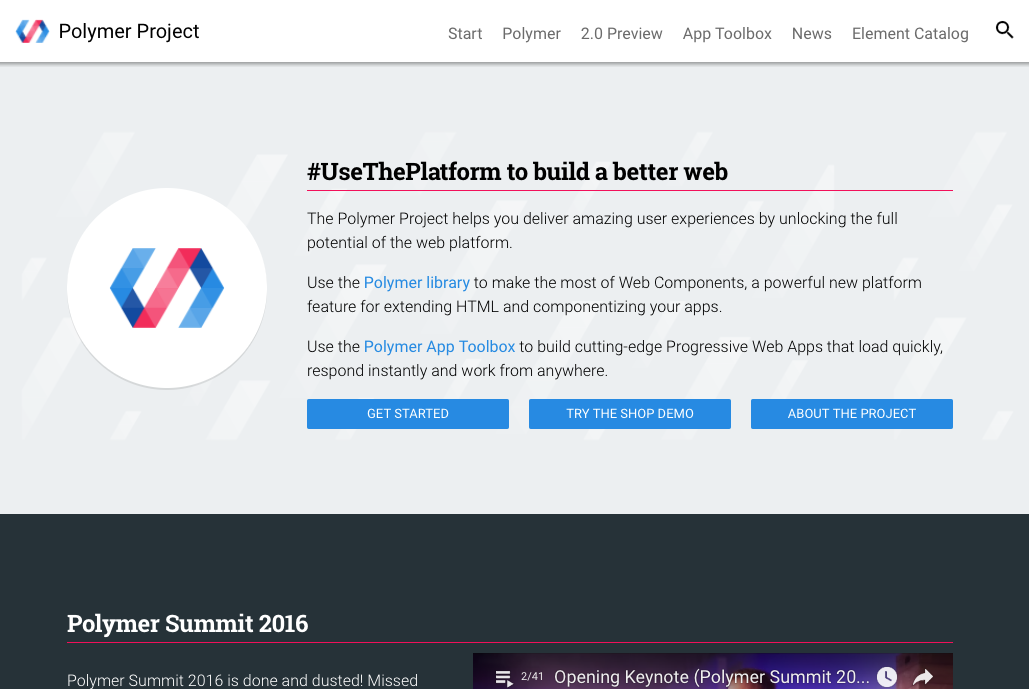 Polymer Project
Start Polymer 2.0 Preview App Toolbox News Element Catalog
#UseThePlatform to build a better web
The Polymer Project helps you deliver amazing user experiences by unlocking the full
potential of the web platform.
Use the Polymer library to make the most of Web Components, a powerful new platform
feature for extending HTML and componentizing your apps.
Use the Polymer App Toolbox to build cutting-edge Progressive Web Apps that load quickly,
respond instantly and work from anywhere.
GET STARTED TRY THE SHOP DEMO ABOUT THE PROJECT
Polymer Summit 2016
Polymer Summit 2016 is done and dusted! Missed
2/41 Opening Keynote (Polymer Summit 20...